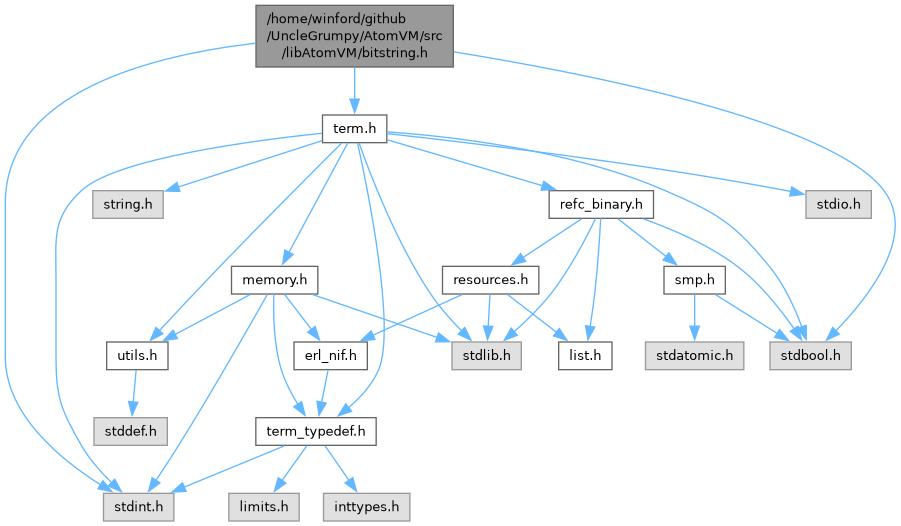 /home/winford/github
/UncleGrumpy/AtomVM/src
/libAtomVM/bitstring.h
term.h
string.h
refc_binary.h
stdio.h
memory.h
resources.h
smp.h
utils.h
erl_nif.h
stdlib.h
list.h
stdatomic.h
stdbool.h
stddef.h
term_typedef.h
stdint.h
limits.h
inttypes.h